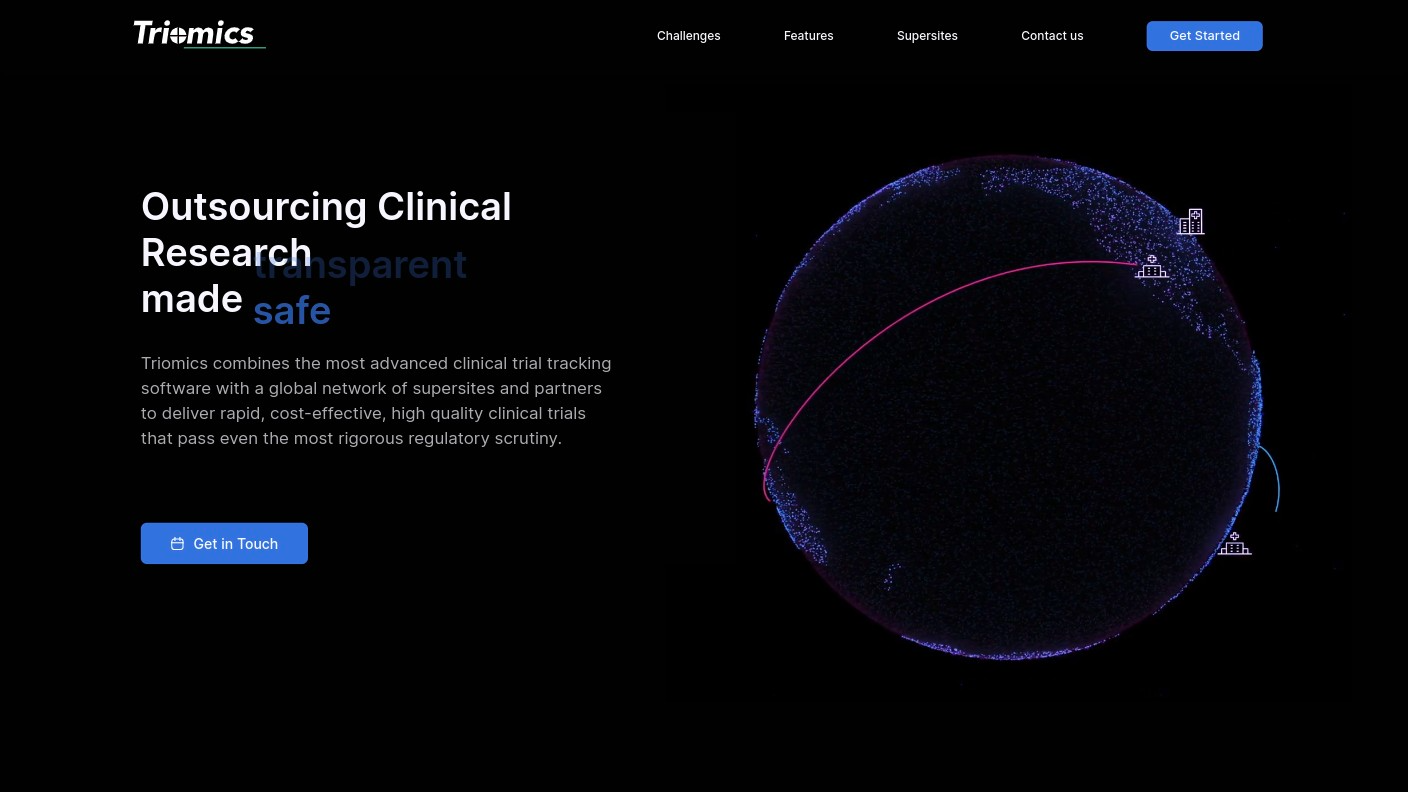 Triomics
Challenges
Features
Supersites
Contact us
Get Started
Outsourcing Clinical
Research
transparent
made safe
Triomics combines the most advanced clinical trial tracking
software with a global network of supersites and partners
to deliver rapid, cost-effective, high quality clinical trials
that pass even the most rigorous regulatory scrutiny.
Get in Touch